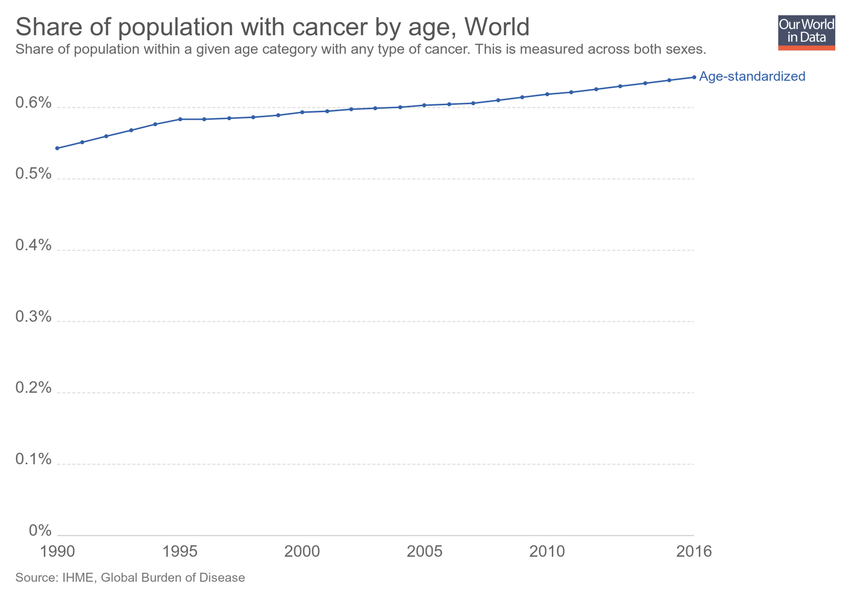 Share of population with cancer by age, World
Share of population within a given age category with any type of cancer. This is measured across both sexes.
Our World
in Data
Age-standardized
0.6%
0.5%
0.4%
0.3%
0.2%
0.1%
0%
1990 1995 2000 2005 2010 2016
Source: IHME, Global Burden of Disease